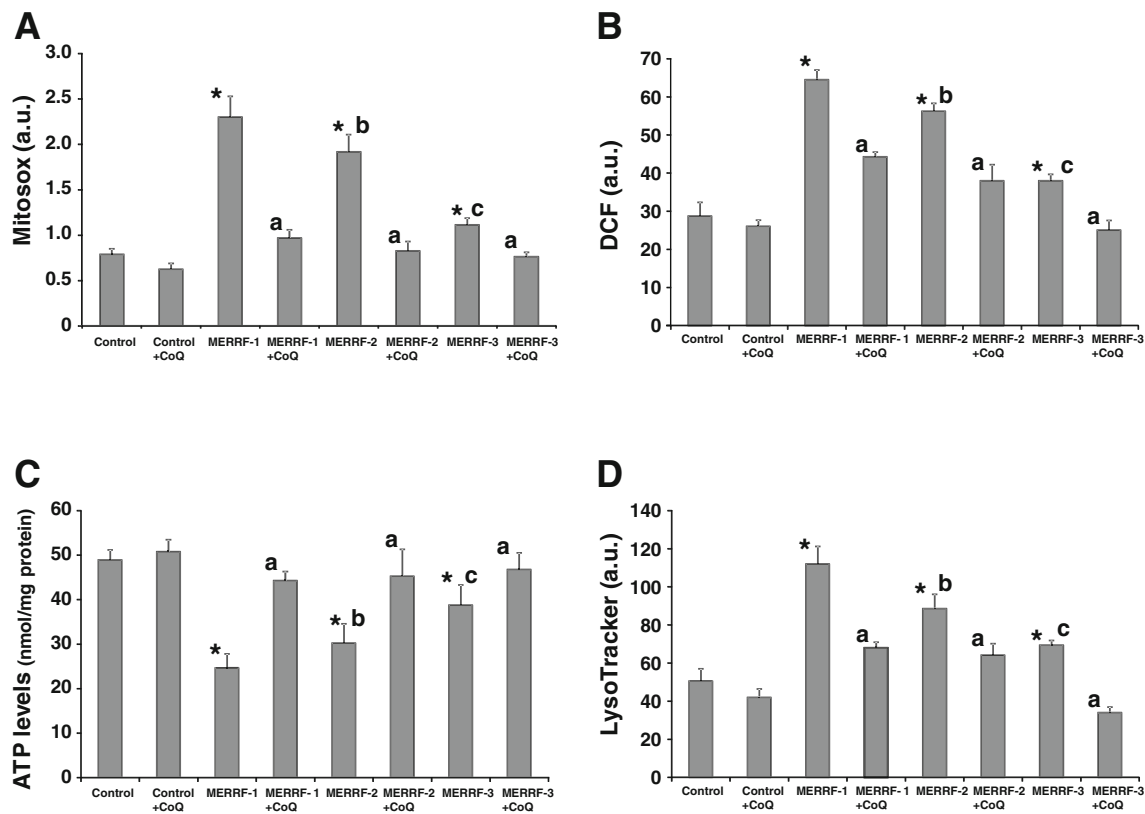 A
Mitosox (a.u.)
3.0
2.5
2.0
1.5
1.0
0.5
0
*
a
* b
a
* c
a
Control
Control
+CoQ
MERRF-1
MERRF-1
+CoQ
MERRF-2
MERRF-2
+CoQ
MERRF-3
MERRF-3
+CoQ
B
DCF (a.u.)
70
60
50
40
30
20
10
0
*
a
* b
a
* c
a
Control
Control
+CoQ
MERRF-1
MERRF- 1
+CoQ
MERRF-2
MERRF-2
+CoQ
MERRF-3
MERRF-3
+CoQ
C
ATP levels (nmol/mg protein)
60
50
40
30
20
10
0
*
a
* b
a
* c
a
Control
Control
+CoQ
MERRF-1
MERRF- 1
+CoQ
MERRF-2
MERRF-2
+CoQ
MERRF-3
MERRF-3
+CoQ
D
LysoTracker (a.u.)
140
120
100
80
60
40
20
0
*
a
* b
a
* c
a
Control
Control
+CoQ
MERRF-1
MERRF- 1
+CoQ
MERRF-2
MERRF-2
+CoQ
MERRF-3
MERRF-3
+CoQ